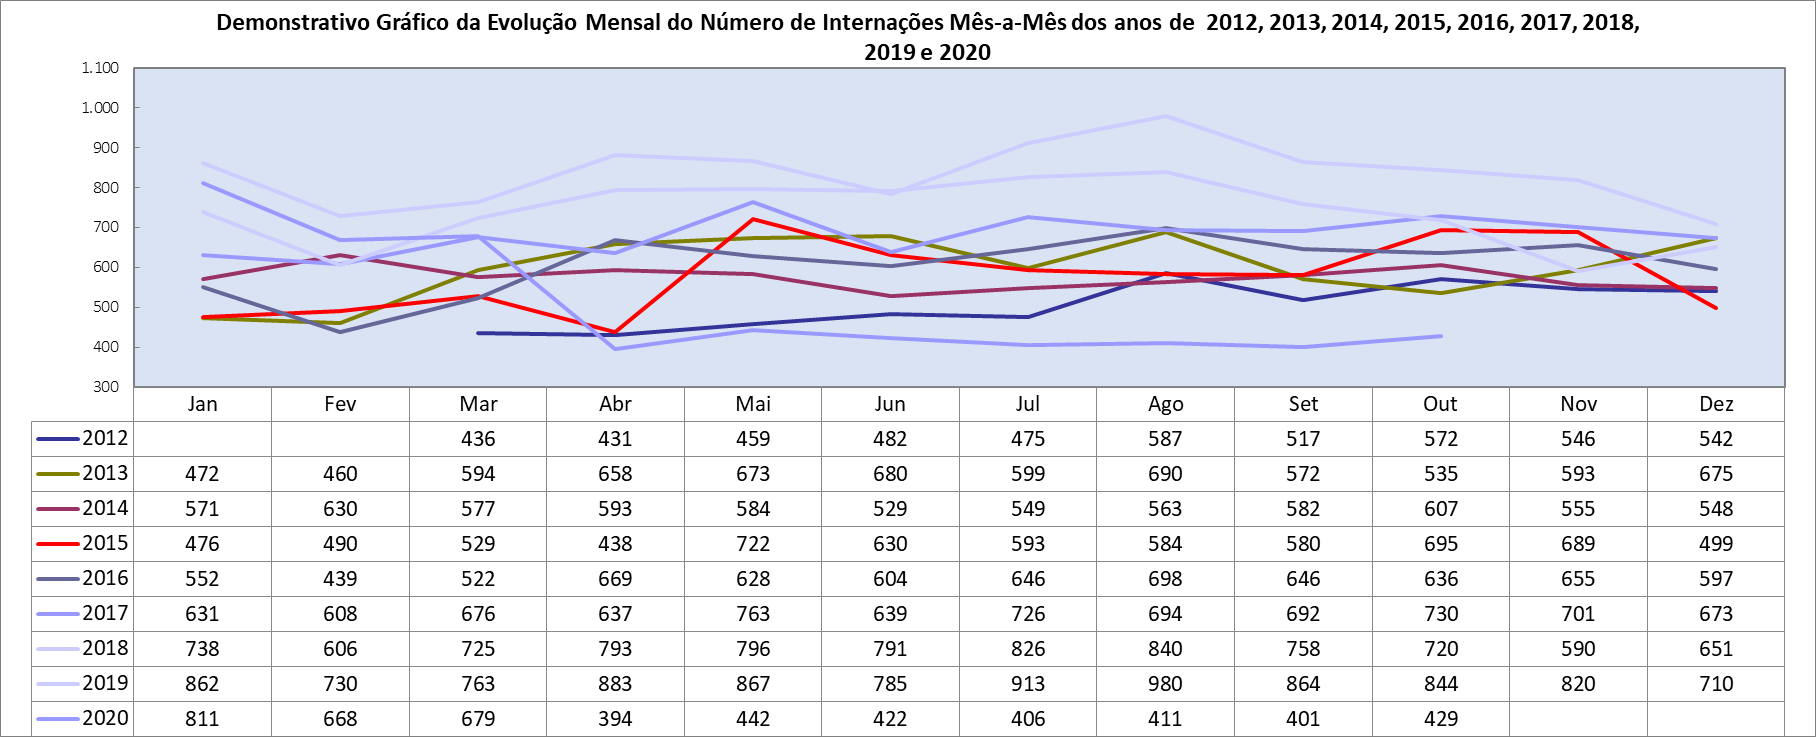 Demonstrativo Gráfico da Evolução Mensal do Número de Internações Mês-a-Mês dos anos de 2012, 2013, 2014, 2015, 2016, 2017, 2018,
2019 e 2020
1.100
1.000
900
800
700
600
500
400
300
Jan Fev Mar Abr Mai Jun Jul Ago Set Out Nov Dez
2012 436 431 459 482 475 587 517 572 546 542
2013 472 460 594 658 673 680 599 690 572 535 593 675
2014 571 630 577 593 584 529 549 563 582 607 555 548
2015 476 490 529 438 722 630 593 584 580 695 689 499
2016 552 439 522 669 628 604 646 698 646 636 655 597
2017 631 608 676 637 763 639 726 694 692 730 701 673
2018 738 606 725 793 796 791 826 840 758 720 590 651
2019 862 730 763 883 867 785 913 980 864 844 820 710
2020 811 668 679 394 442 422 406 411 401 429